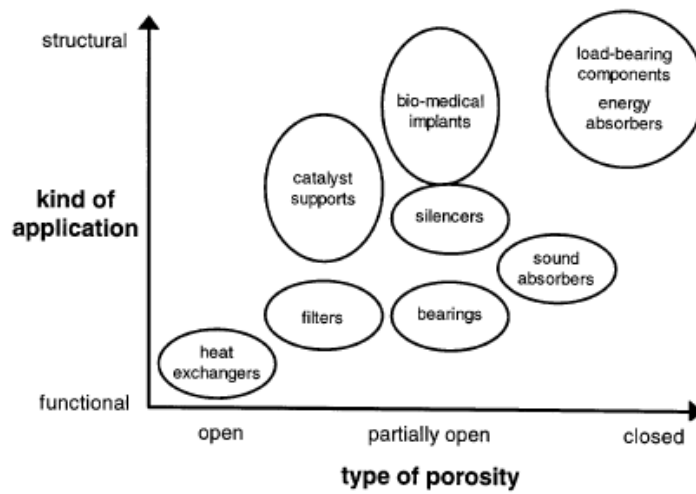 structural
load-bearing
components
energy
absorbers
bio-medical
implants
catalyst
supports
kind of
application
silencers
sound
absorbers
filters
bearings
heat
exchangers
functional
open
partially open
closed
type of porosity